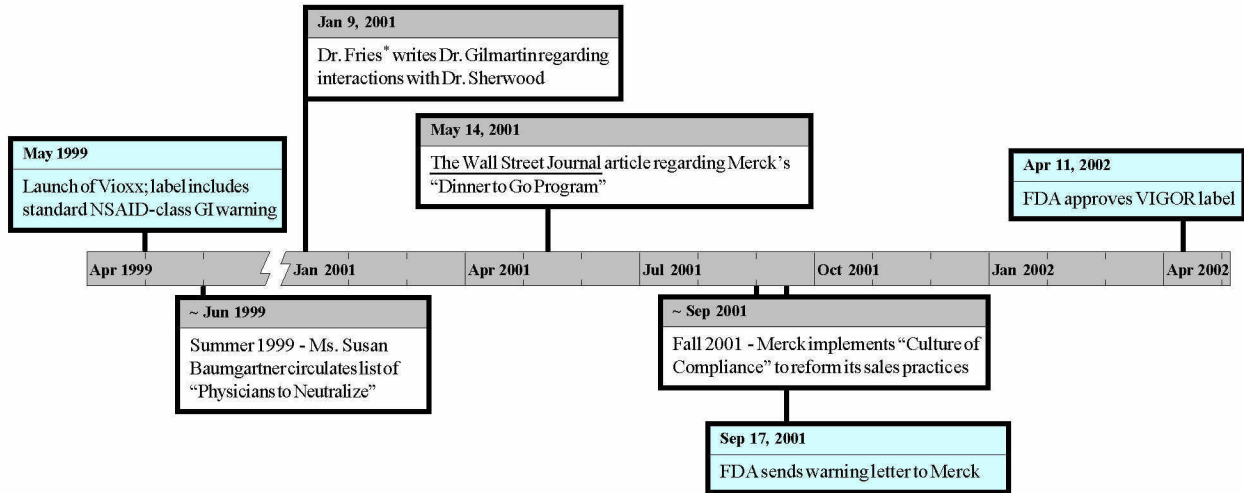 Jan 9, 2001
Dr. Fries* writes Dr. Gilmartin regarding
interactions with Dr. Sherwood
May 14, 2001
The Wall Street Journal article regarding Merck's
“Dinner to Go Program”
May 1999
Launch of Vioxx; label includes
standard NSAID-class GI warning
Apr 11, 2002
FDA approves VIGOR label
Apr 1999
Jan 2001
Apr 2001
Jul 2001
Oct 2001
Jan 2002
Apr 2002
~ Jun 1999
Summer 1999 - Ms. Susan
Baumgartner circulates list of
“Physicians to Neutralize”
~ Sep 2001
Fall 2001 - Merck implements “Culture of
Compliance” to reform its sales practices
Sep 17, 2001
FDA sends warning letter to Merck